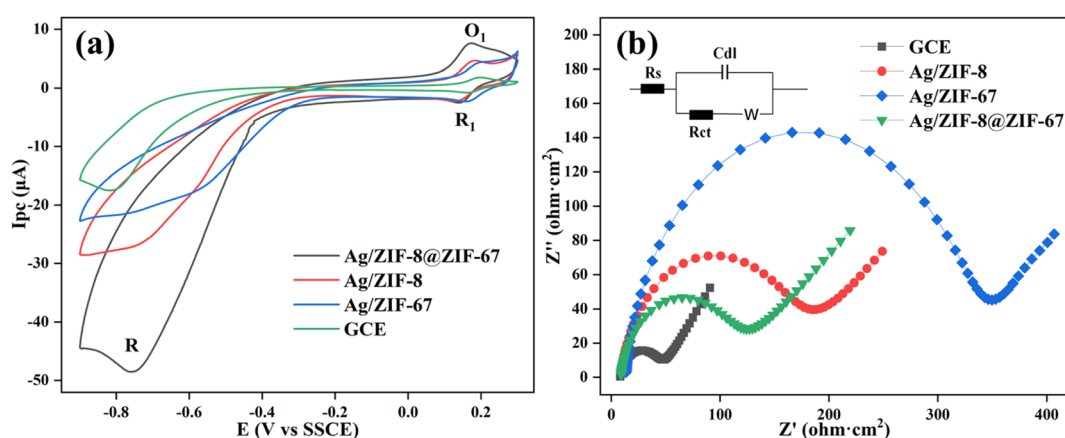 (a)
10
0
-10
-20
-30
-40
-50
Ipc (μA)
O1
R1
R
Ag/ZIF-8@ZIF-67
Ag/ZIF-8
Ag/ZIF-67
GCE
-0.8 -0.6 -0.4 -0.2 0.0 0.2
E (V vs SSCE)
(b)
200
180
160
140
120
100
80
60
40
20
0
Z'' (ohm·cm²)
Cdl
Rs
Rct W
GCE
Ag/ZIF-8
Ag/ZIF-67
Ag/ZIF-8@ZIF-67
0 100 200 300 400
Z' (ohm·cm²)